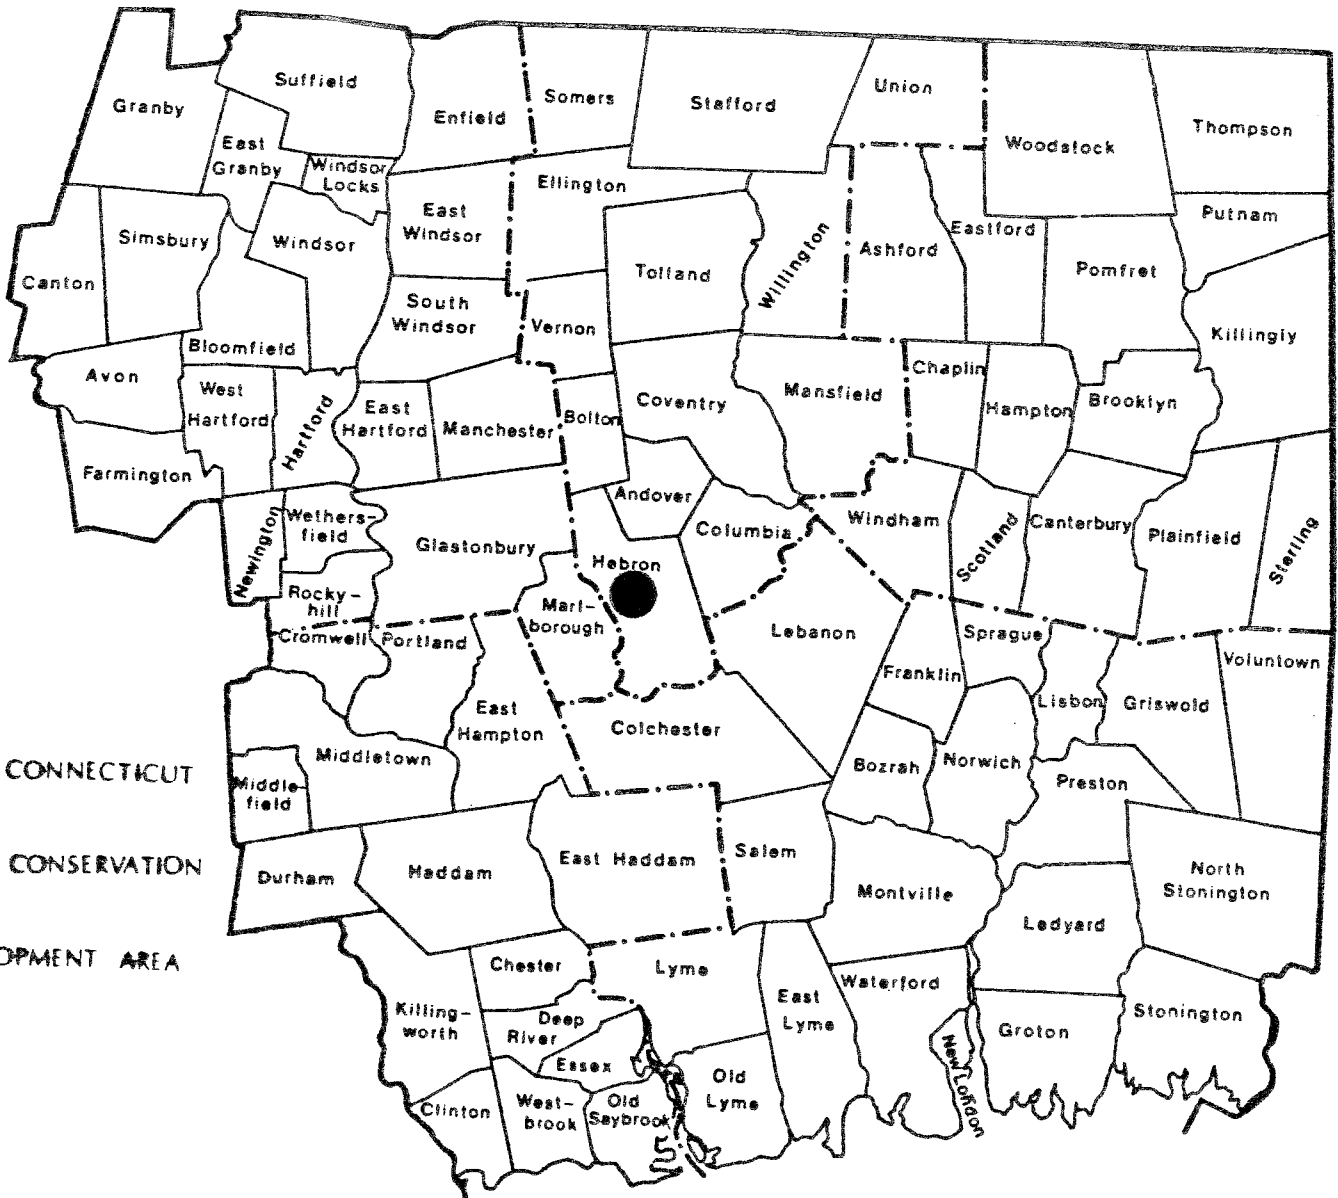 Granby
Suffield
East
Granby
Windsor
Locks
Enfield
Somers
Stafford
Union
Woodstock
Thompson
Ellington
East
Windsor
Simsbury
Windsor
Canton
Tolland
Willington
Ashford
Eastford
Pomfret
Putnam
South
Windsor
Vernon
Killingly
Bloomfield
Avon
West
Hartford
Hartford
East
Hartford
Manchester
Bolton
Coventry
Mansfield
Chaplin
Hampton
Brooklyn
Farmington
Newington
Wethers-
field
Glastonbury
Andover
Columbia
Windham
Scotland
Canterbury
Plainfield
Sterling
Hebron
Rocky-
hill
Marl-
borough
Cromwell
Portland
Lebanon
Franklin
Sprague
Voluntown
Lisbon
Griswold
East
Hampton
Colchester
Middletown
CONNECTICUT
Middle-
field
Bozrah
Norwich
Preston
CONSERVATION
Durham
Haddam
East Haddam
Salem
Montville
North
Stonington
Ledyard
OPMENT AREA
Chester
Lyme
Killing-
worth
Deep
River
East
Lyme
Waterford
Groton
Stonington
Essex
New London
Clinton
West-
brook
Old
Saybrook
Old
Lyme